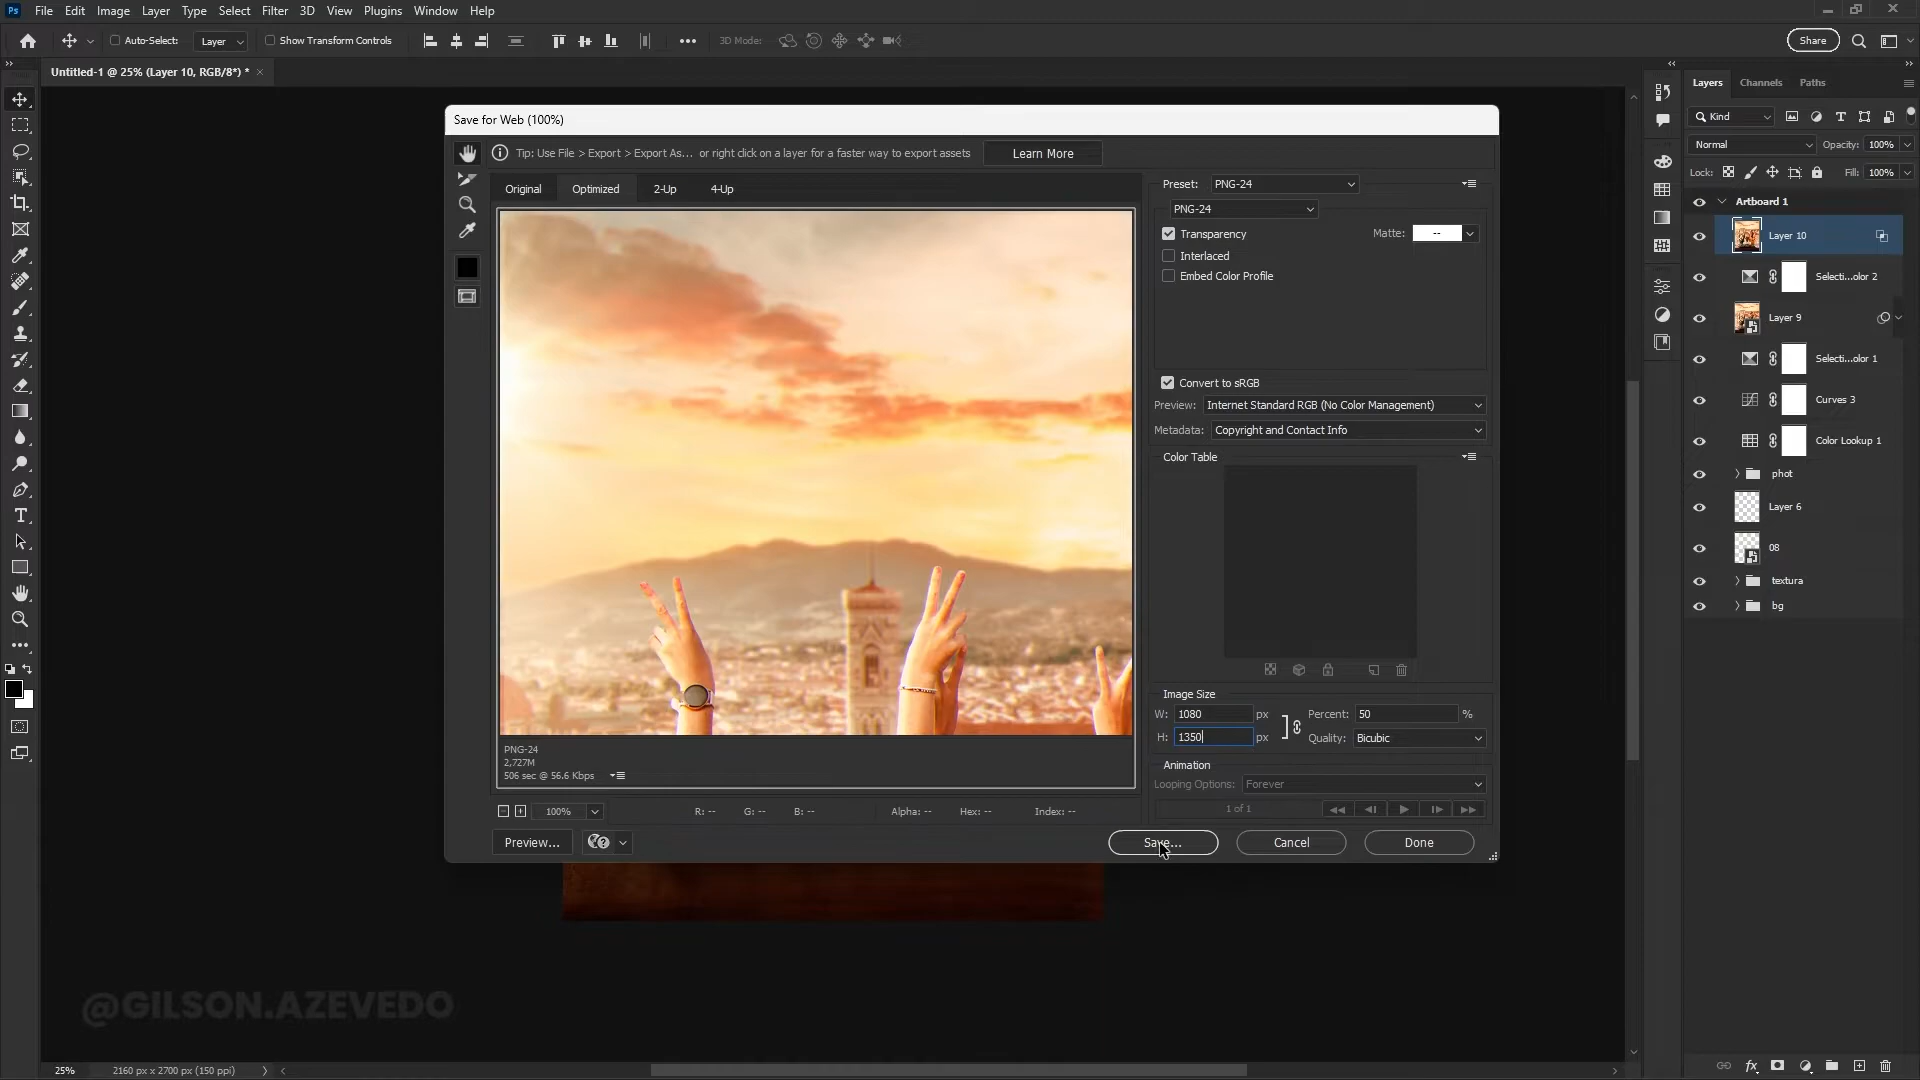 Ps File Edit Image Layer Type Select Filter 3D View Plugins Window Help
Auto-Select: Layer Show Transform Controls 3D Mode: Share
Untitled-1 @ 25% (Layer 10, RGB/8*) *
Save for Web (100%)
Tip: Use File > Export > Export As... or right click on a layer for a faster way to export assets Learn More
Original Optimized 2-Up 4-Up
Preset: PNG-24
PNG-24
Transparency Matte: --
Interlaced
Embed Color Profile
Convert to sRGB
Preview: Internet Standard RGB (No Color Management)
Metadata: Copyright and Contact Info
Color Table
Image Size
W: 1080 px Percent: 50 %
H: 1350 px Quality: Bicubic
Animation
Looping Options: Forever
1 of 1
PNG-24
2,727M
506 sec @ 56.6 Kbps
100% R: -- G: -- B: -- Alpha: -- Hex: -- Index: --
Preview... Save... Cancel Done
Layers Channels Paths
Kind
Normal Opacity: 100%
Lock: Fill: 100%
Artboard 1
Layer 10
Selecti...olor 2
Layer 9
Selecti...olor 1
Curves 3
Color Lookup 1
phot
Layer 6
08
textura
bg
@GILSON.AZEVEDO
25% 2160 px x 2700 px (150 ppi)